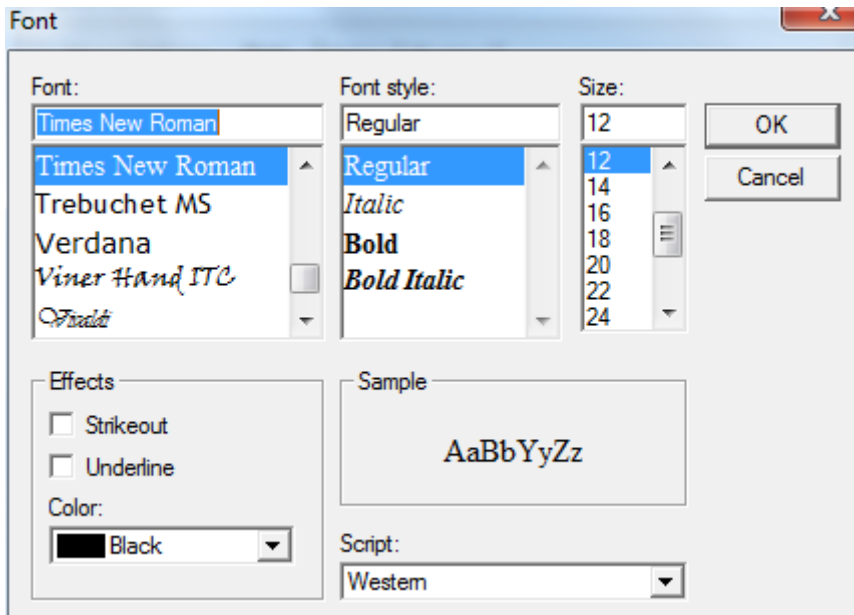 Font
Font:
Times New Roman
Times New Roman
Trebuchet MS
Verdana
Viner Hand ITC
Vivaldi
Font style:
Regular
Regular
Italic
Bold
Bold Italic
Size:
12
12
14
16
18
20
22
24
OK
Cancel
Effects
Strikeout
Underline
Color:
Black
Sample
AaBbYyZz
Script:
Western